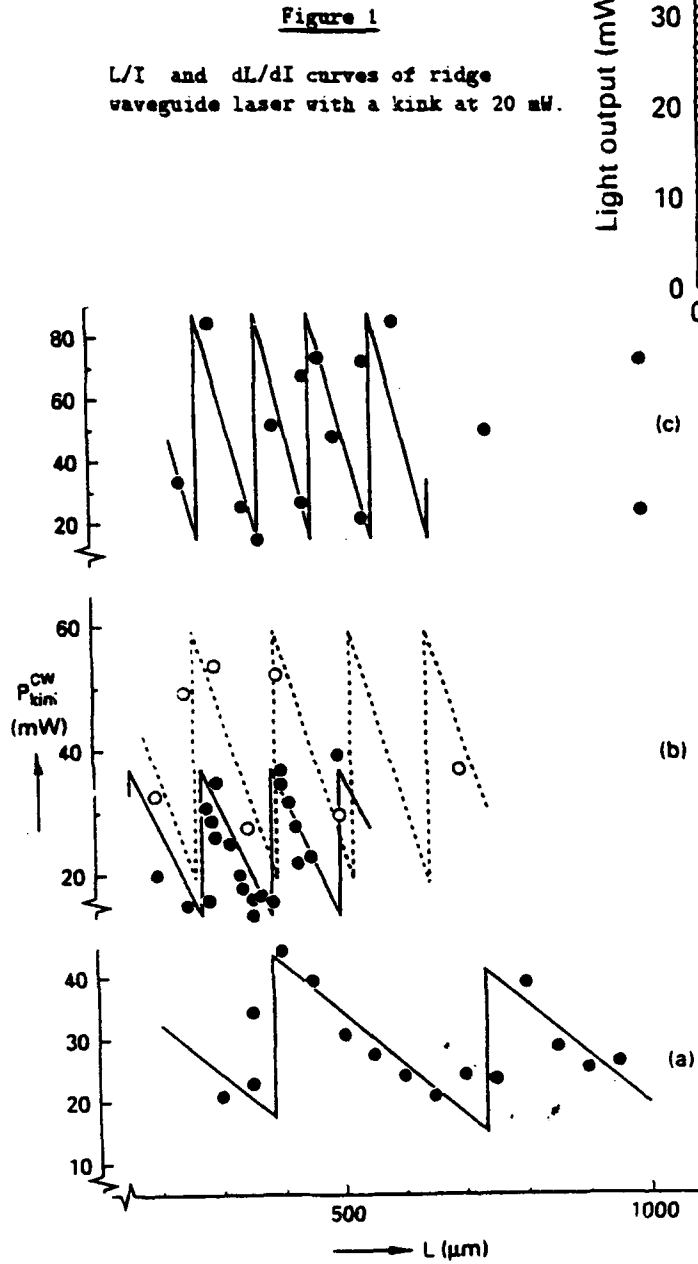 Figure 1
L/I and dL/dI curves of ridge
waveguide laser with a kink at 20 mW.
Light output (mW
30
20
10
0
80
60
40
20
(c)
P CW kink
(mW)
60
40
20
(b)
40
30
20
10
(a)
500
1000
L (μm)